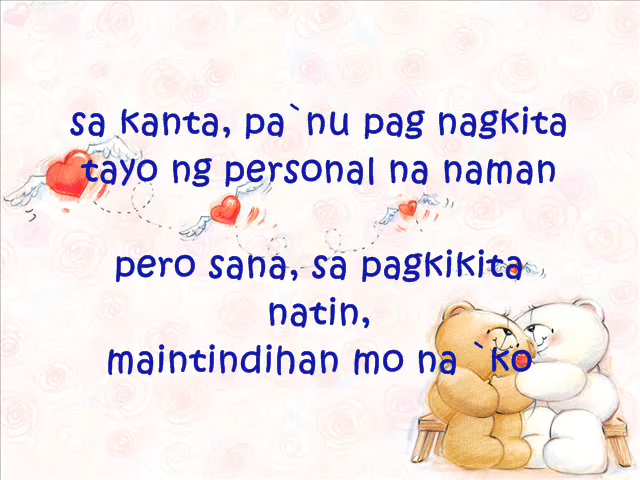 sa kanta, pa`nu pag nagkita
tayo ng personal na naman
pero sana, sa pagkikita
natin,
maintindihan mo na `ko